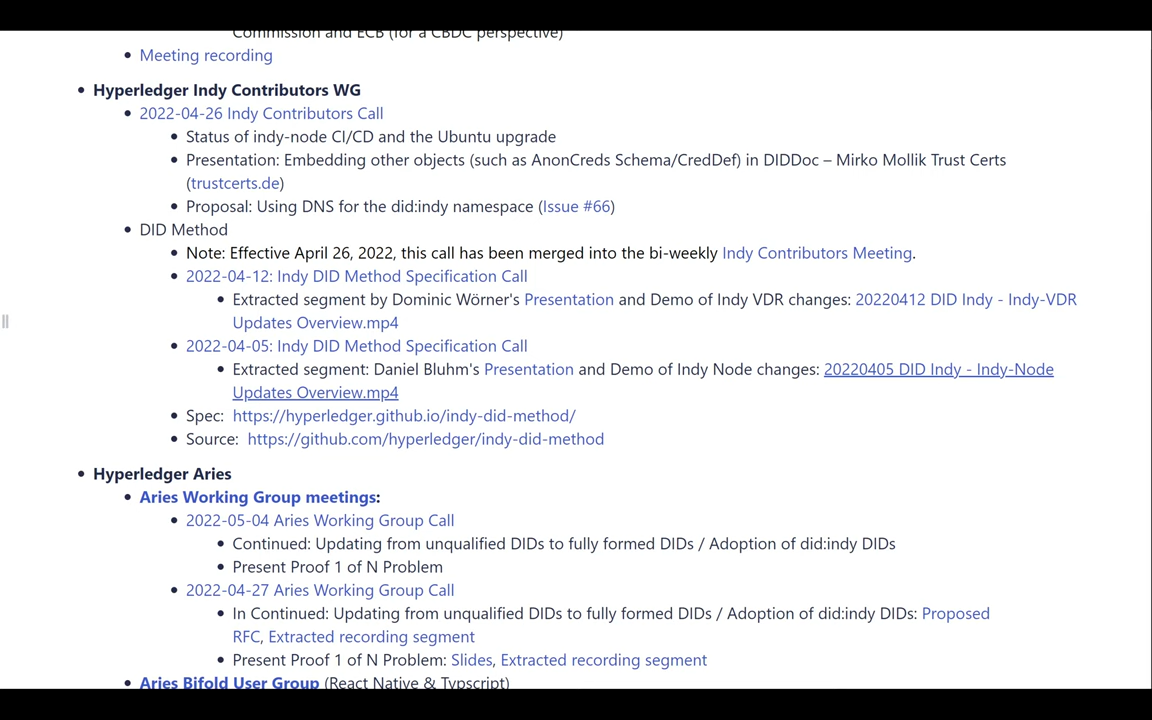 Commission and ECB (for a CBDC perspective)
Meeting recording
Hyperledger Indy Contributors WG
2022-04-26 Indy Contributors Call
Status of indy-node CI/CD and the Ubuntu upgrade
Presentation: Embedding other objects (such as AnonCreds Schema/CredDef) in DIDDoc – Mirko Mollik Trust Certs
(trustcerts.de)
Proposal: Using DNS for the did:indy namespace (Issue #66)
DID Method
Note: Effective April 26, 2022, this call has been merged into the bi-weekly Indy Contributors Meeting.
2022-04-12: Indy DID Method Specification Call
Extracted segment by Dominic Wörner's Presentation and Demo of Indy VDR changes: 20220412 DID Indy - Indy-VDR
Updates Overview.mp4
2022-04-05: Indy DID Method Specification Call
Extracted segment: Daniel Bluhm's Presentation and Demo of Indy Node changes: 20220405 DID Indy - Indy-Node
Updates Overview.mp4
Spec: https://hyperledger.github.io/indy-did-method/
Source: https://github.com/hyperledger/indy-did-method
Hyperledger Aries
Aries Working Group meetings:
2022-05-04 Aries Working Group Call
Continued: Updating from unqualified DIDs to fully formed DIDs / Adoption of did:indy DIDs
Present Proof 1 of N Problem
2022-04-27 Aries Working Group Call
In Continued: Updating from unqualified DIDs to fully formed DIDs / Adoption of did:indy DIDs: Proposed
RFC, Extracted recording segment
Present Proof 1 of N Problem: Slides, Extracted recording segment
Aries Bifold User Group (React Native & Typscript)